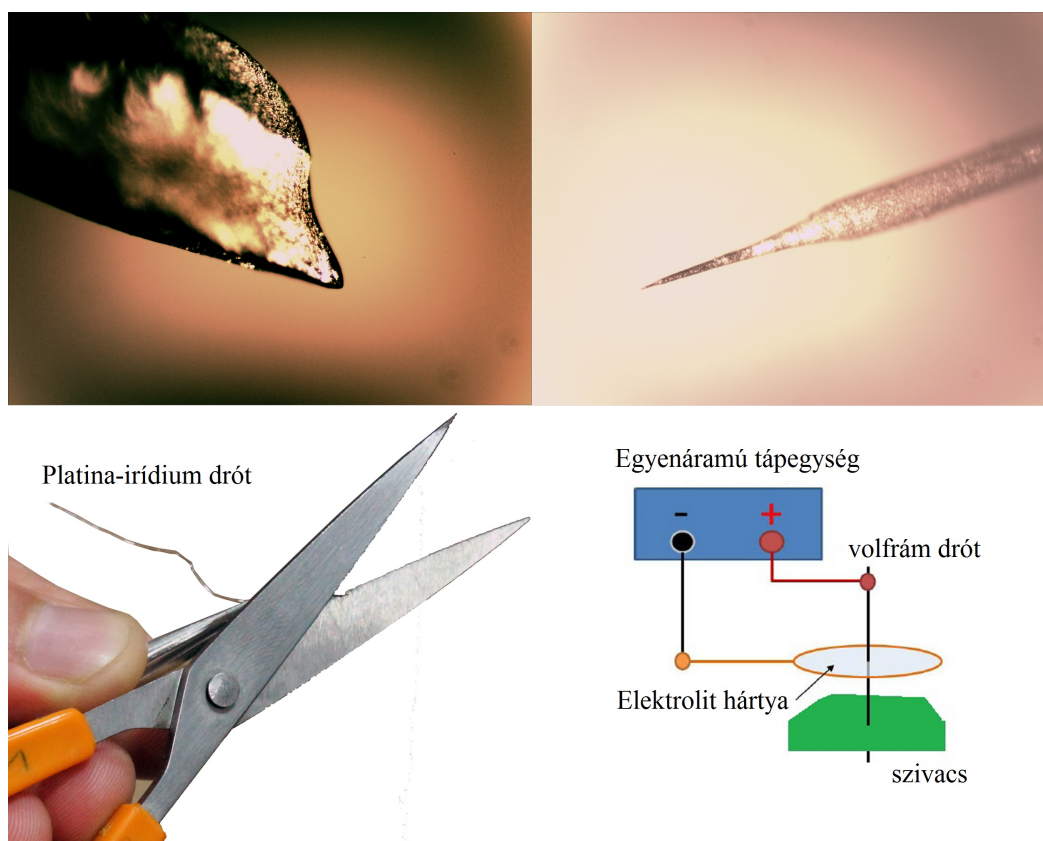 Platina-irídium drót
Egyenáramú tápegység
- +
volfrám drót
Elektrolit hártya
szivacs